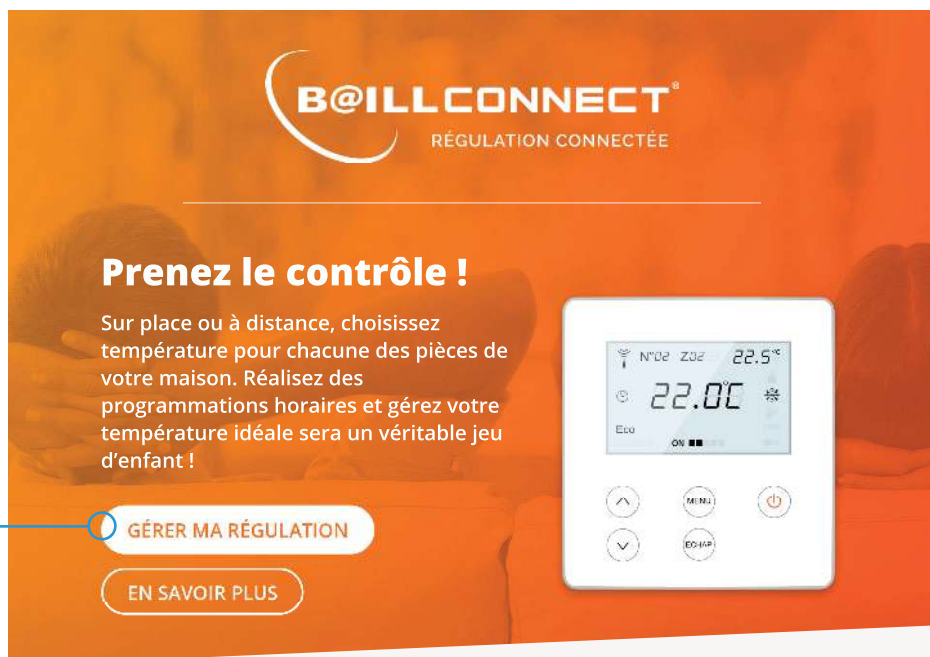 B@ILLCONNECT®
RÉGULATION CONNECTÉE
Prenez le contrôle !
Sur place ou à distance, choisissez
température pour chacune des pièces de
votre maison. Réalisez des
programmations horaires et gérez votre
température idéale sera un véritable jeu
d'enfant !
GÉRER MA RÉGULATION
EN SAVOIR PLUS
N°02 Z02 22.5°C
22.0°C
Eco
ON
MENU
ECHAP